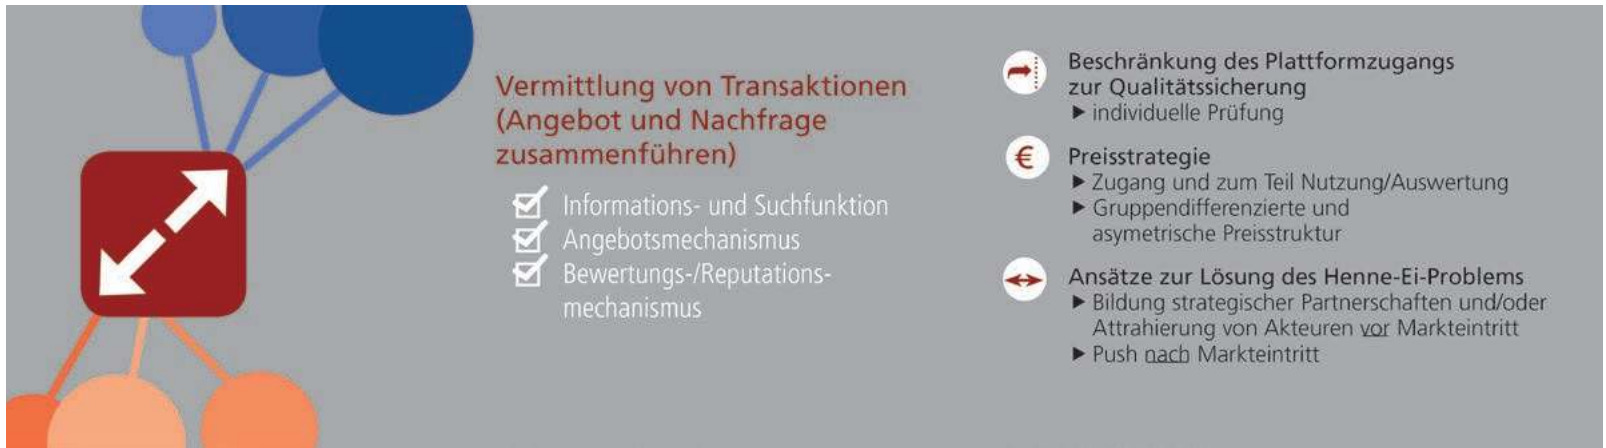 Vermittlung von Transaktionen
(Angebot und Nachfrage
zusammenführen)
Informations- und Suchfunktion
Angebotsmechanismus
Bewertungs-/Reputations-
mechanismus
Beschränkung des Plattformzugangs
zur Qualitätssicherung
▶ individuelle Prüfung
€
Preisstrategie
▶ Zugang und zum Teil Nutzung/Auswertung
▶ Gruppendifferenzierte und
asymetrische Preisstruktur
Ansätze zur Lösung des Henne-Ei-Problems
▶ Bildung strategischer Partnerschaften und/oder
Attrahierung von Akteuren vor Markteintritt
▶ Push nach Markteintritt